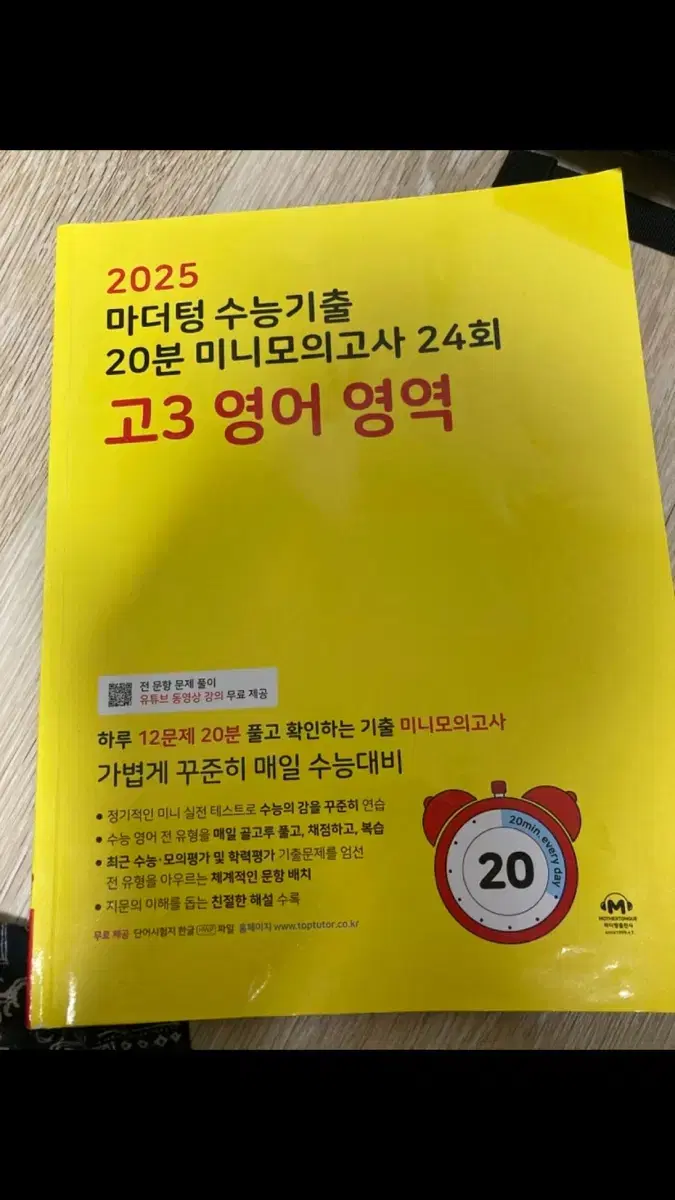 2025
마더텅 수능기출
20분 미니모의고사 24회
고3 영어 영역
전 문항 문제 풀이
유튜브 동영상 강의 무료 제공
하루 12문제 20분 풀고 확인하는 기출 미니모의고사
가볍게 꾸준히 매일 수능대비
• 정기적인 미니 실전 테스트로 수능의 감을 꾸준히 연습
• 수능 영어 전 유형을 매일 골고루 풀고, 채점하고, 복습
• 최근 수능·모의평가 및 학력평가 기출문제를 엄선
전 유형을 아우르는 체계적인 문항 배치
• 지문의 이해를 돕는 친절한 해설 수록
무료 제공 단어시험지 한글 HWP 파일 홈페이지 www.toptutor.co.kr
20min. every day
20
M
MOTHERTONGUE
마더텅출판사